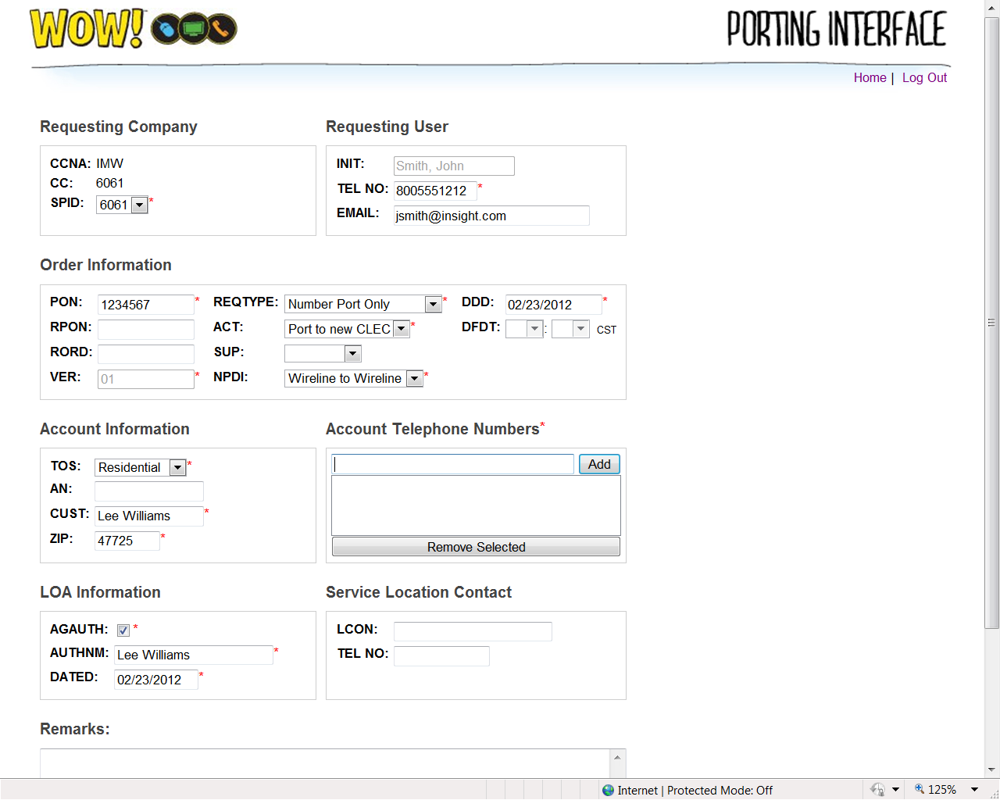 WOW!
PORTING INTERFACE
Home | Log Out
Requesting Company
CCNA: IMW
CC: 6061
SPID: 6061 *
Requesting User
INIT: Smith, John
TEL NO: 8005551212 *
EMAIL: jsmith@insight.com
Order Information
PON: 1234567 * REQTYPE: Number Port Only * DDD: 02/23/2012 *
RPON: ACT: Port to new CLEC * DFDT: : CST
RORD: SUP:
VER: 01 * NPDI: Wireline to Wireline *
Account Information
TOS: Residential *
AN:
CUST: Lee Williams *
ZIP: 47725 *
Account Telephone Numbers*
Add
Remove Selected
LOA Information
AGAUTH: *
AUTHNM: Lee Williams *
DATED: 02/23/2012 *
Service Location Contact
LCON:
TEL NO:
Remarks:
Internet | Protected Mode: Off
125%